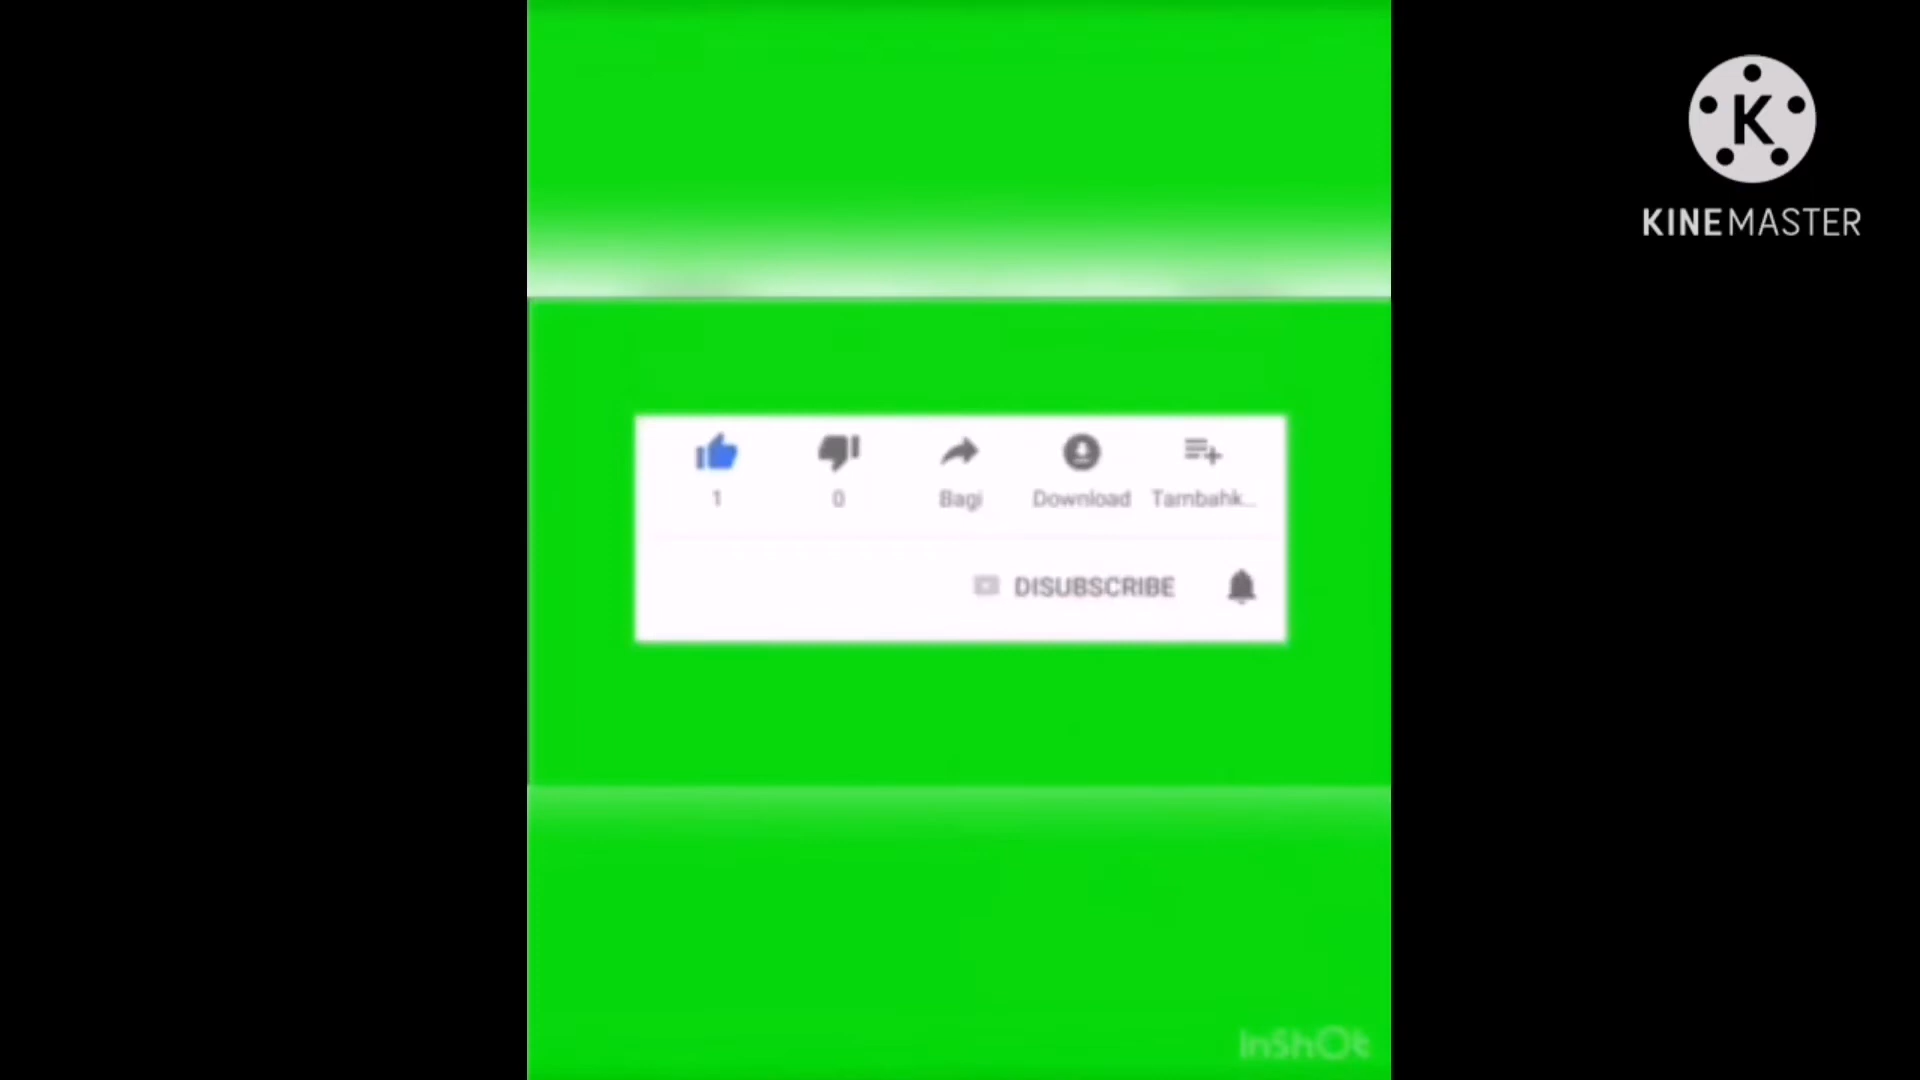 K
KINEMASTER
1
0
Bagi
Download
Tambahk...
DISUBSCRIBE
InShOt